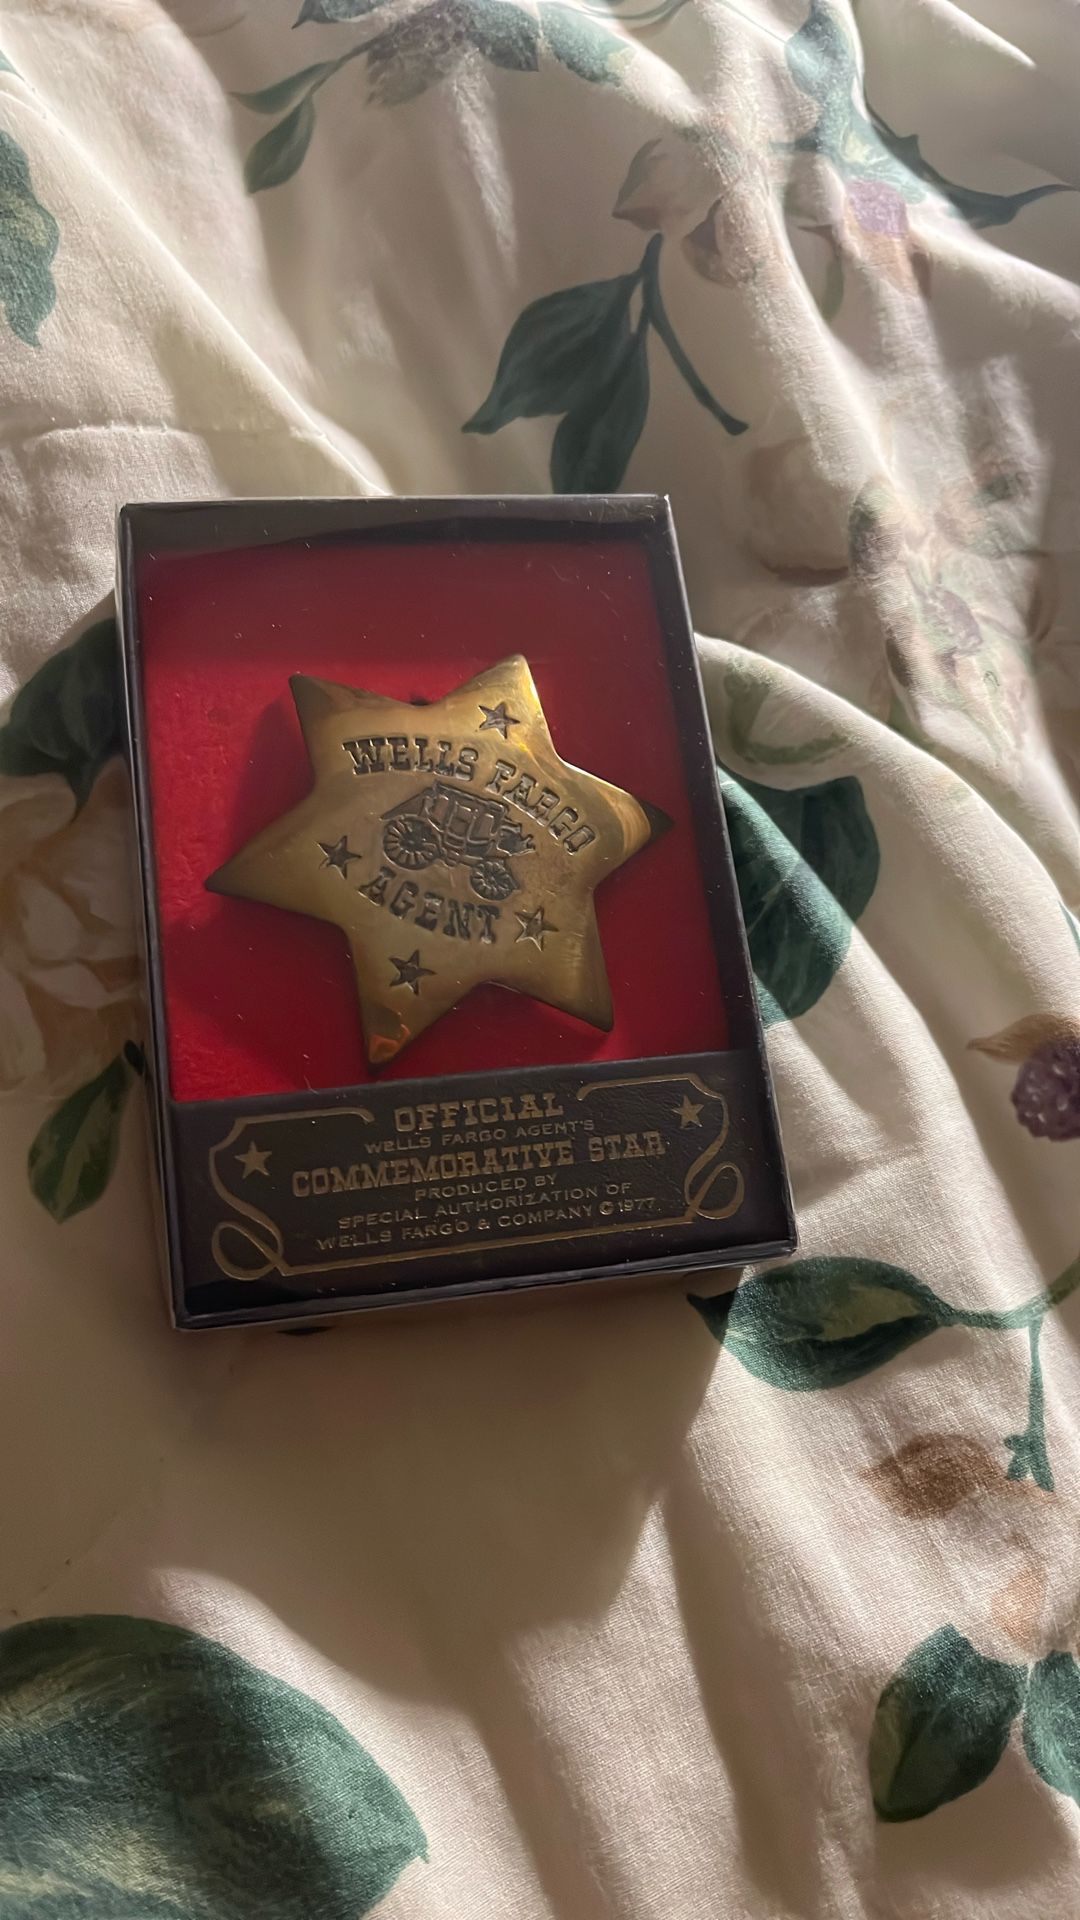 WELLS FARGO
AGENT
OFFICIAL
WELLS FARGO AGENT'S
COMMEMORATIVE STAR
PRODUCED BY
SPECIAL AUTHORIZATION OF
WELLS FARGO & COMPANY © 1977.